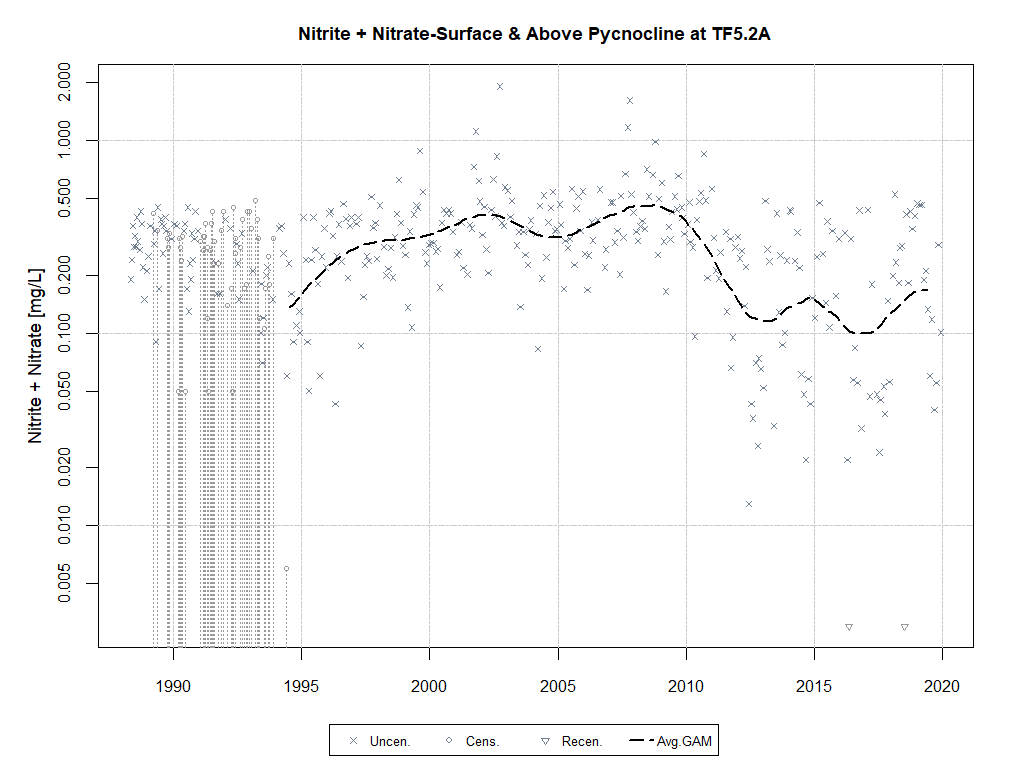 Nitrite + Nitrate-Surface & Above Pycnocline at TF5.2A
Nitrite + Nitrate [mg/L]
2.000
1.000
0.500
0.200
0.100
0.050
0.020
0.010
0.005
1990 1995 2000 2005 2010 2015 2020
Uncen. Cens. Recen. Avg.GAM